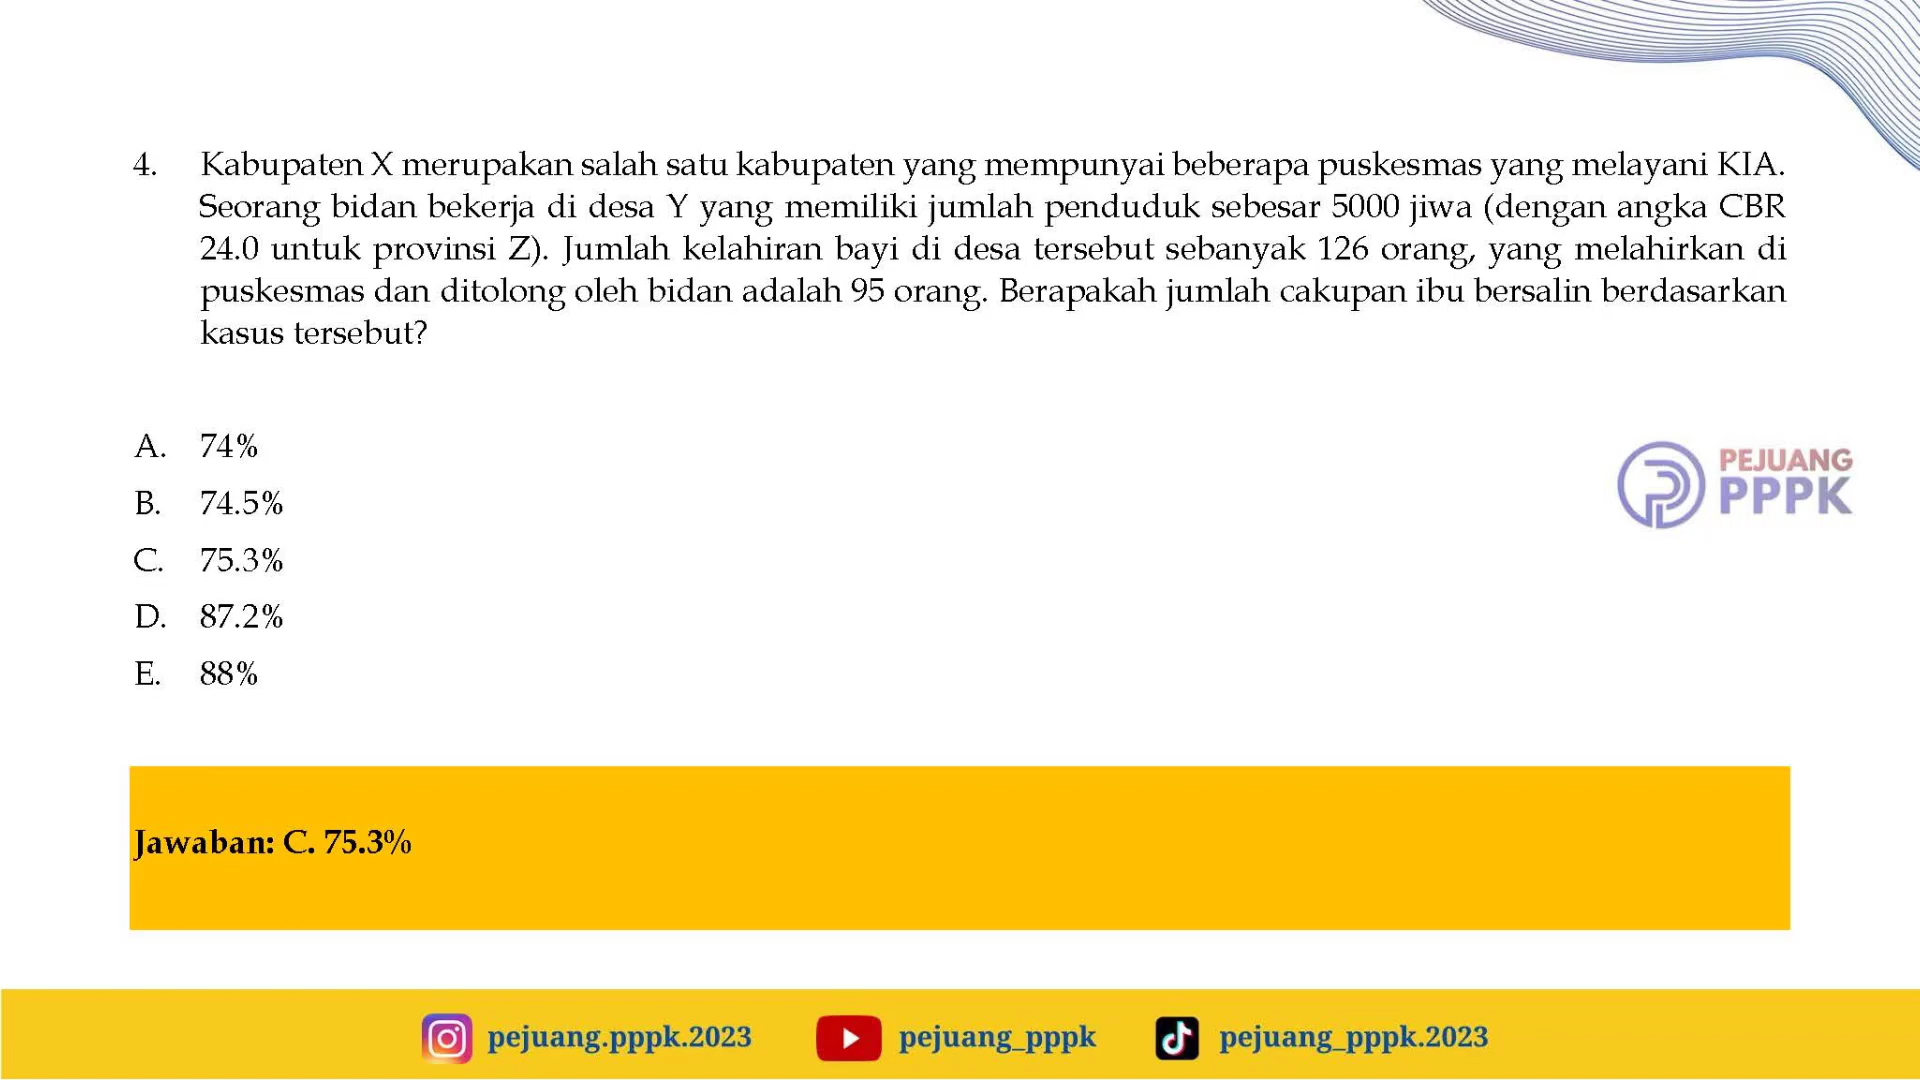 4. Kabupaten X merupakan salah satu kabupaten yang mempunyai beberapa puskesmas yang melayani KIA.
Seorang bidan bekerja di desa Y yang memiliki jumlah penduduk sebesar 5000 jiwa (dengan angka CBR
24.0 untuk provinsi Z). Jumlah kelahiran bayi di desa tersebut sebanyak 126 orang, yang melahirkan di
puskesmas dan ditolong oleh bidan adalah 95 orang. Berapakah jumlah cakupan ibu bersalin berdasarkan
kasus tersebut?
A. 74%
B. 74.5%
C. 75.3%
D. 87.2%
E. 88%
PEJUANG
PPPK
Jawaban: C. 75.3%
pejuang.pppk.2023 pejuang_pppk pejuang_pppk.2023